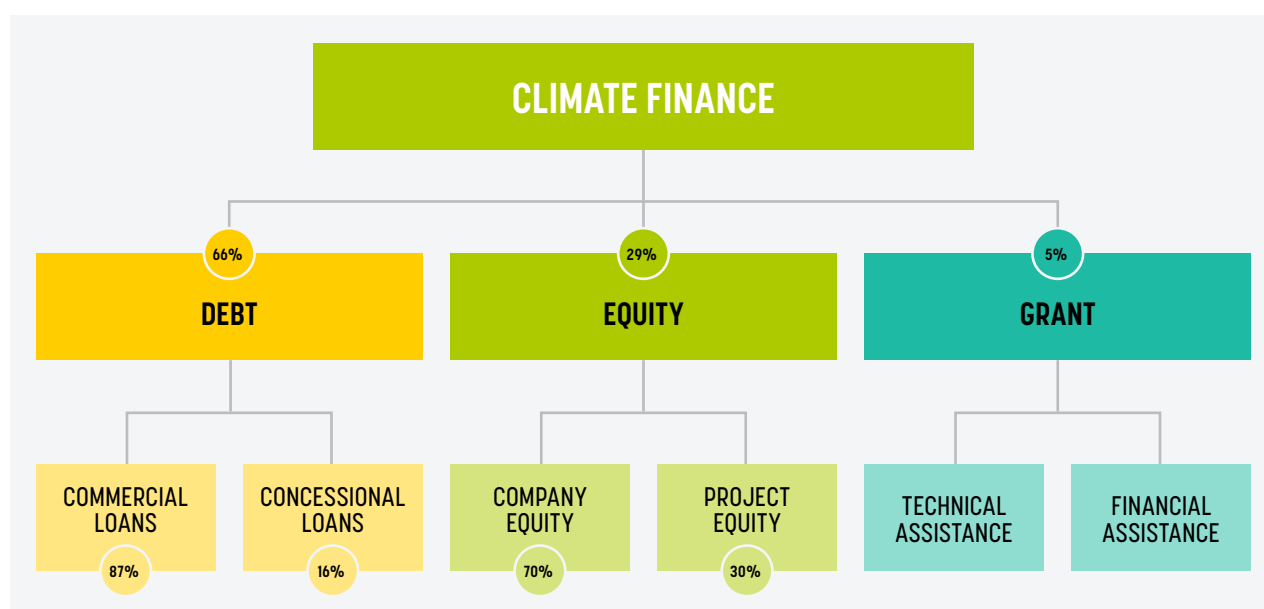 CLIMATE FINANCE
66%
29%
5%
DEBT
EQUITY
GRANT
COMMERCIAL
LOANS
87%
CONCESSIONAL
LOANS
16%
COMPANY
EQUITY
70%
PROJECT
EQUITY
30%
TECHNICAL
ASSISTANCE
FINANCIAL
ASSISTANCE